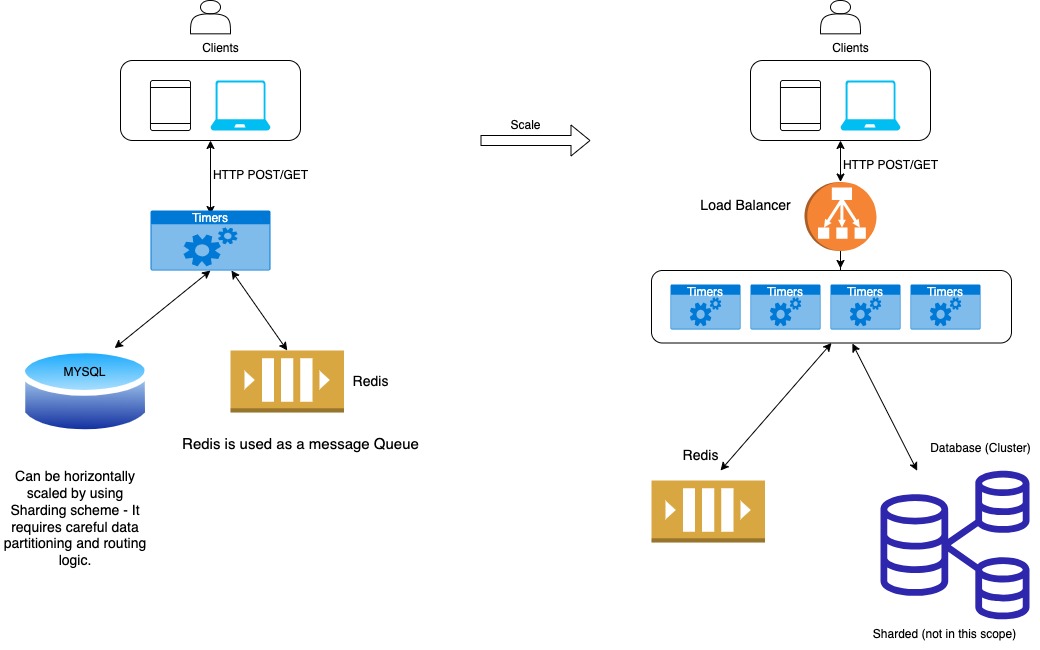 Clients
HTTP POST/GET
Timers
MYSQL
Redis
Redis is used as a message Queue
Can be horizontally
scaled by using
Sharding scheme - It
requires careful data
partitioning and routing
logic.
Scale
Clients
HTTP POST/GET
Load Balancer
Timers
Timers
Timers
Timers
Redis
Database (Cluster)
Sharded (not in this scope)